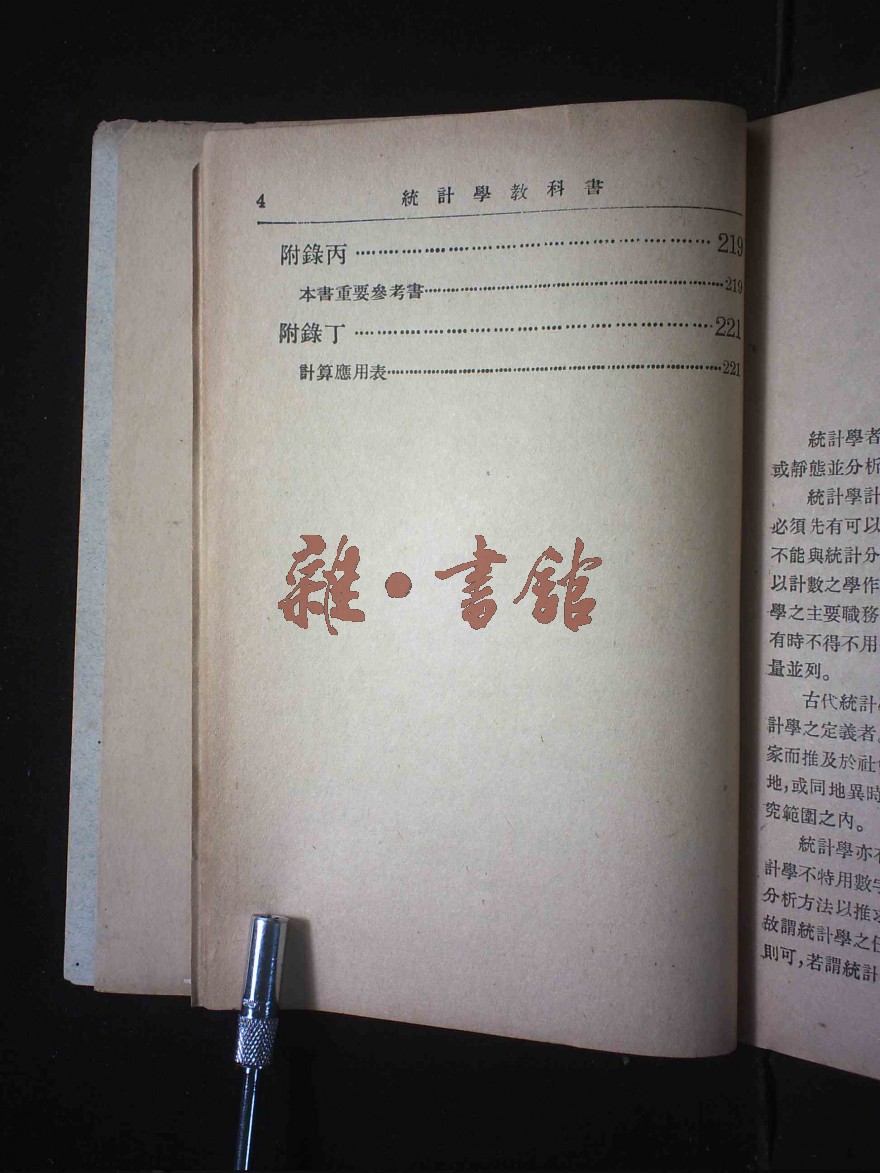 4 統計學教科書
附錄丙 ………………………………………… 219
本書重要參考書………………………………………219
附錄丁 ………………………………………… 221
計算應用表………………………………………221
雜·書館
統計學者
或靜態並分析
統計學計
必須先有可以
不能與統計分
以計數之學作
學之主要職務
有時不得不用
量並列。
古代統計
計學之定義者
家而推及於社
地,或同地異時
究範圍之內。
統計學亦
計學不特用數字
分析方法以推求
故謂統計學之任
則可,若謂統計